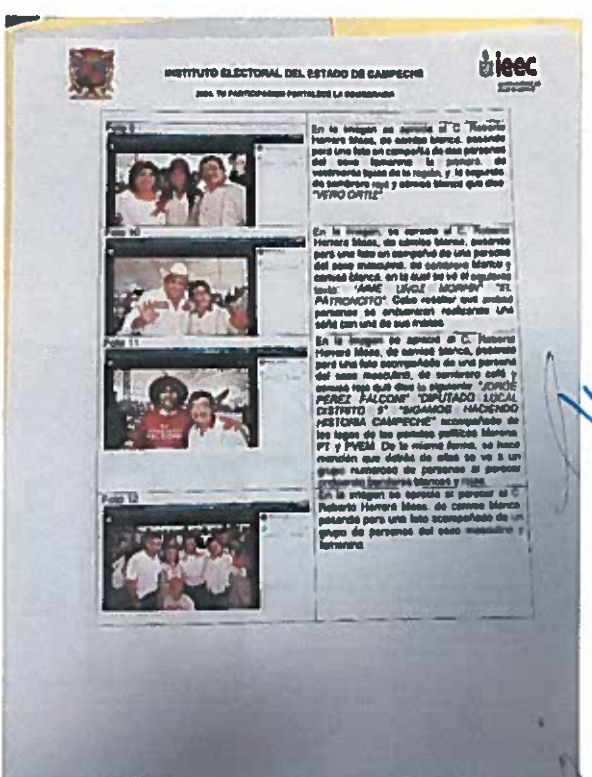 INSTITUTO ELECTORAL DEL ESTADO DE CAMPECHE
ieec
2024, TU PARTICIPACIÓN FORTALECE LA DEMOCRACIA
Foto 9
En la imagen se aprecia al C. Roberto
Herrera Maas, de camisa blanca, posando
para una foto en compañía de dos personas
del sexo femenino la primera, de
vestimenta típica de la región, y la segunda
de sombrero rojo y camisa blanca que dice
"VERO ORTIZ"
Foto 10
En la imagen, se aprecia al C. Roberto
Herrera Maas, de camisa blanca, posando
para una foto en compañía de una persona
del sexo masculino, de sombrero blanco y
camisa blanca, en la cual se ve el siguiente
texto: "EL
PATRONCITO". Cabe resaltar que ambas
personas se encuentran realizando una
seña con una de sus manos.
Foto 11
En la imagen se aprecia al C. Roberto
Herrera Maas, de camisa blanca, posando
para una foto acompañado de una persona
del sexo masculino, de sombrero café y
camisa roja que dice lo siguiente "JORGE
PEREZ FALCONI" "DIPUTADO LOCAL
DISTRITO 9" "SIGAMOS HACIENDO
HISTORIA CAMPECHE" acompañado de
los logos de los partidos políticos Morena,
PT y PVEM. De la misma forma, se hace
mención que detrás de ellos se ve a un
grupo numeroso de personas al parecer
banderas blancas y rojas.
Foto 12
En la imagen se aprecia al parecer al C.
Roberto Herrera Maas, de camisa blanca
posando para una foto acompañado de un
grupo de personas del sexo masculino y
femenino.